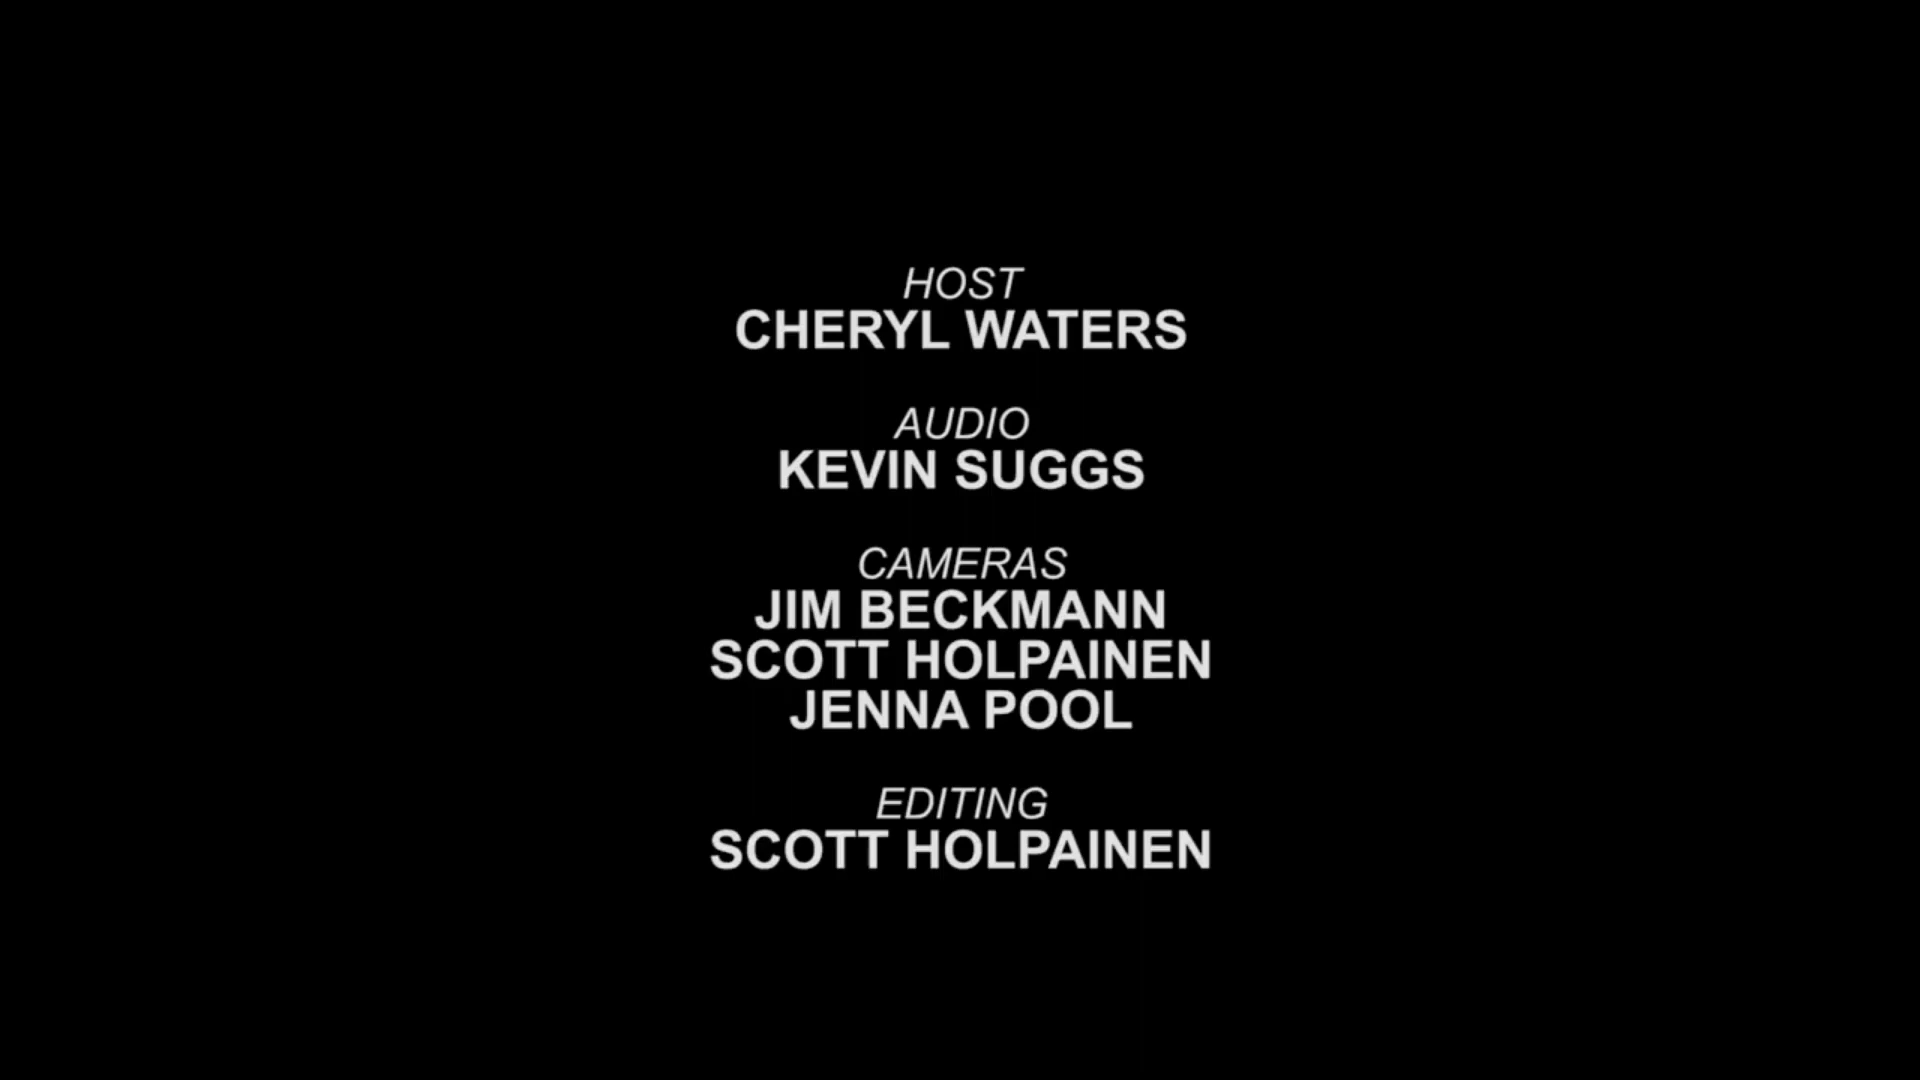 HOST
CHERYL WATERS
AUDIO
KEVIN SUGGS
CAMERAS
JIM BECKMANN
SCOTT HOLPAINEN
JENNA POOL
EDITING
SCOTT HOLPAINEN